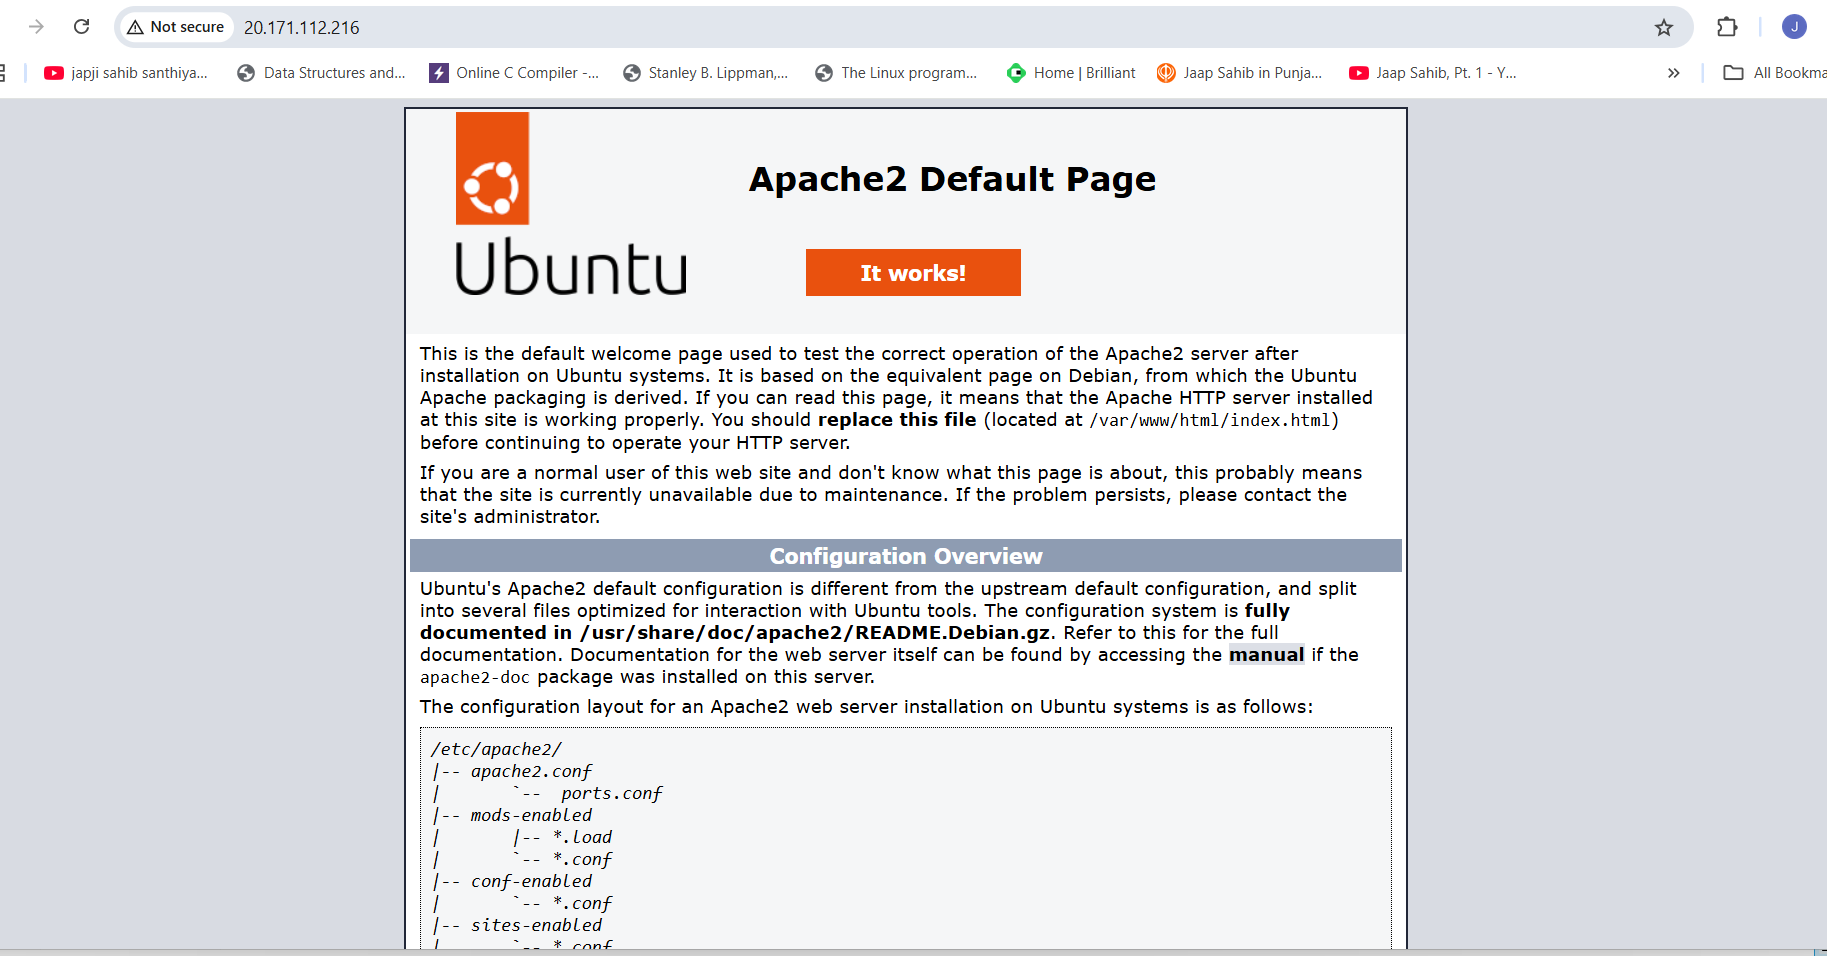 Not secure 20.171.112.216 J
japji sahib santhiya... Data Structures and... Online C Compiler -... Stanley B. Lippman,... The Linux program... Home | Brilliant Jaap Sahib in Punja... Jaap Sahib, Pt. 1 - Y... » All Bookma
Ubuntu
Apache2 Default Page
It works!
This is the default welcome page used to test the correct operation of the Apache2 server after
installation on Ubuntu systems. It is based on the equivalent page on Debian, from which the Ubuntu
Apache packaging is derived. If you can read this page, it means that the Apache HTTP server installed
at this site is working properly. You should replace this file (located at /var/www/html/index.html)
before continuing to operate your HTTP server.
If you are a normal user of this web site and don't know what this page is about, this probably means
that the site is currently unavailable due to maintenance. If the problem persists, please contact the
site's administrator.
Configuration Overview
Ubuntu's Apache2 default configuration is different from the upstream default configuration, and split
into several files optimized for interaction with Ubuntu tools. The configuration system is fully
documented in /usr/share/doc/apache2/README.Debian.gz. Refer to this for the full
documentation. Documentation for the web server itself can be found by accessing the manual if the
apache2-doc package was installed on this server.
The configuration layout for an Apache2 web server installation on Ubuntu systems is as follows:
/etc/apache2/
|-- apache2.conf
|       `--  ports.conf
|-- mods-enabled
|       |-- *.load
|       `-- *.conf
|-- conf-enabled
|       `-- *.conf
|-- sites-enabled
|       `-- *.conf